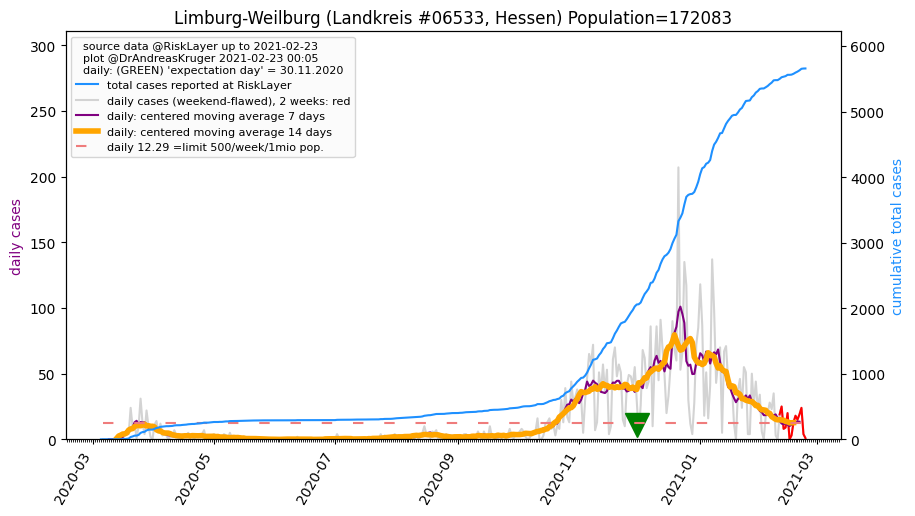 Limburg-Weilburg (Landkreis #06533, Hessen) Population=172083
source data @RiskLayer up to 2021-02-23
plot @DrAndreasKruger 2021-02-23 00:05
daily: (GREEN) 'expectation day' = 30.11.2020
total cases reported at RiskLayer
daily cases (weekend-flawed), 2 weeks: red
daily: centered moving average 7 days
daily: centered moving average 14 days
daily 12.29 =limit 500/week/1mio pop.
daily cases
300
250
200
150
100
50
0
cumulative total cases
6000
5000
4000
3000
2000
1000
0
2020-03
2020-05
2020-07
2020-09
2020-11
2021-01
2021-03